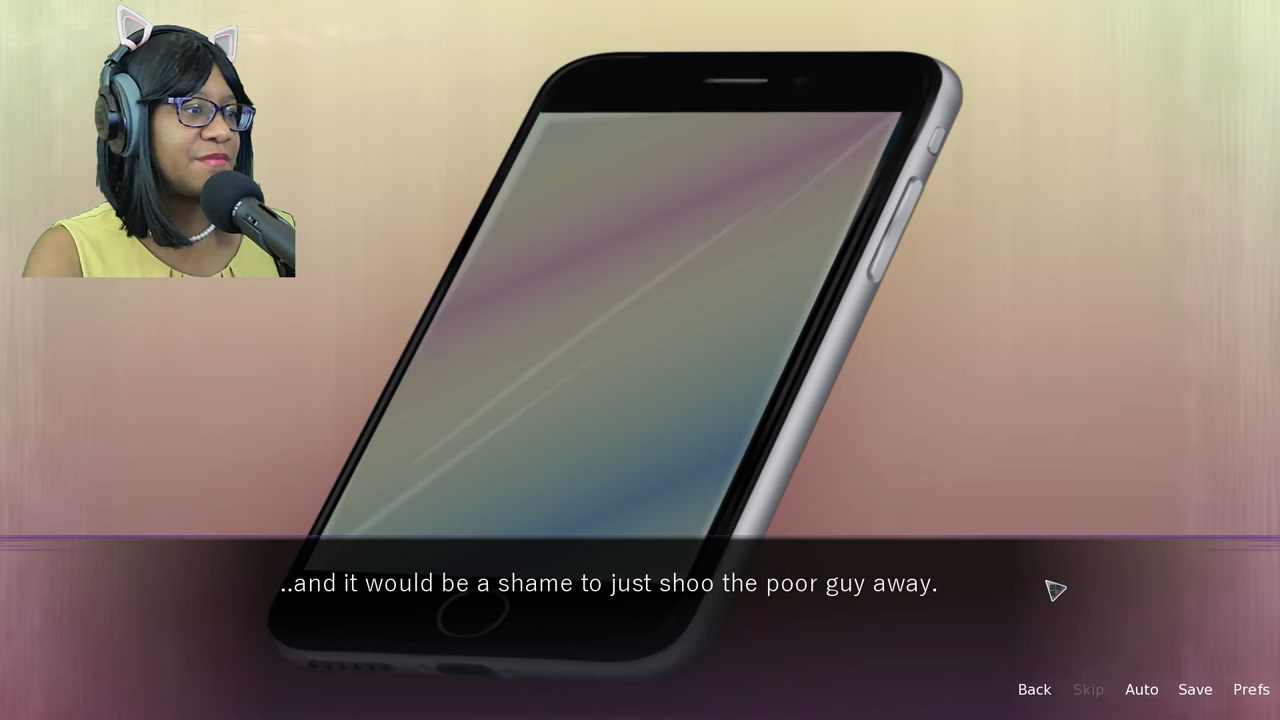 ..and it would be a shame to just shoo the poor guy away.
Back Skip Auto Save Prefs